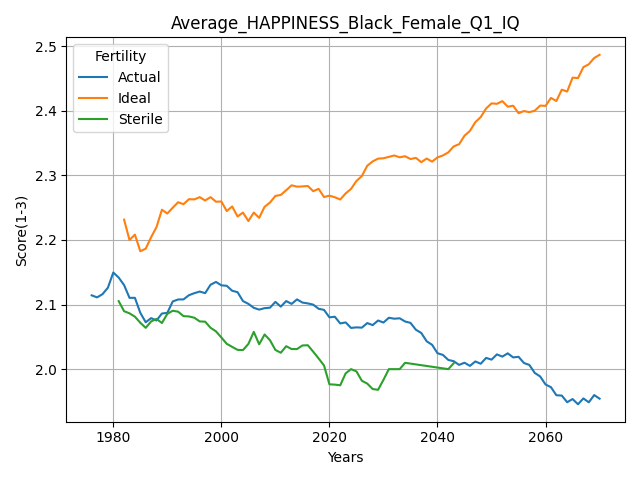 Average_HAPPINESS_Black_Female_Q1_IQ
Fertility
Actual
Ideal
Sterile
Score(1-3)
2.5
2.4
2.3
2.2
2.1
2.0
1980
2000
2020
2040
2060
Years